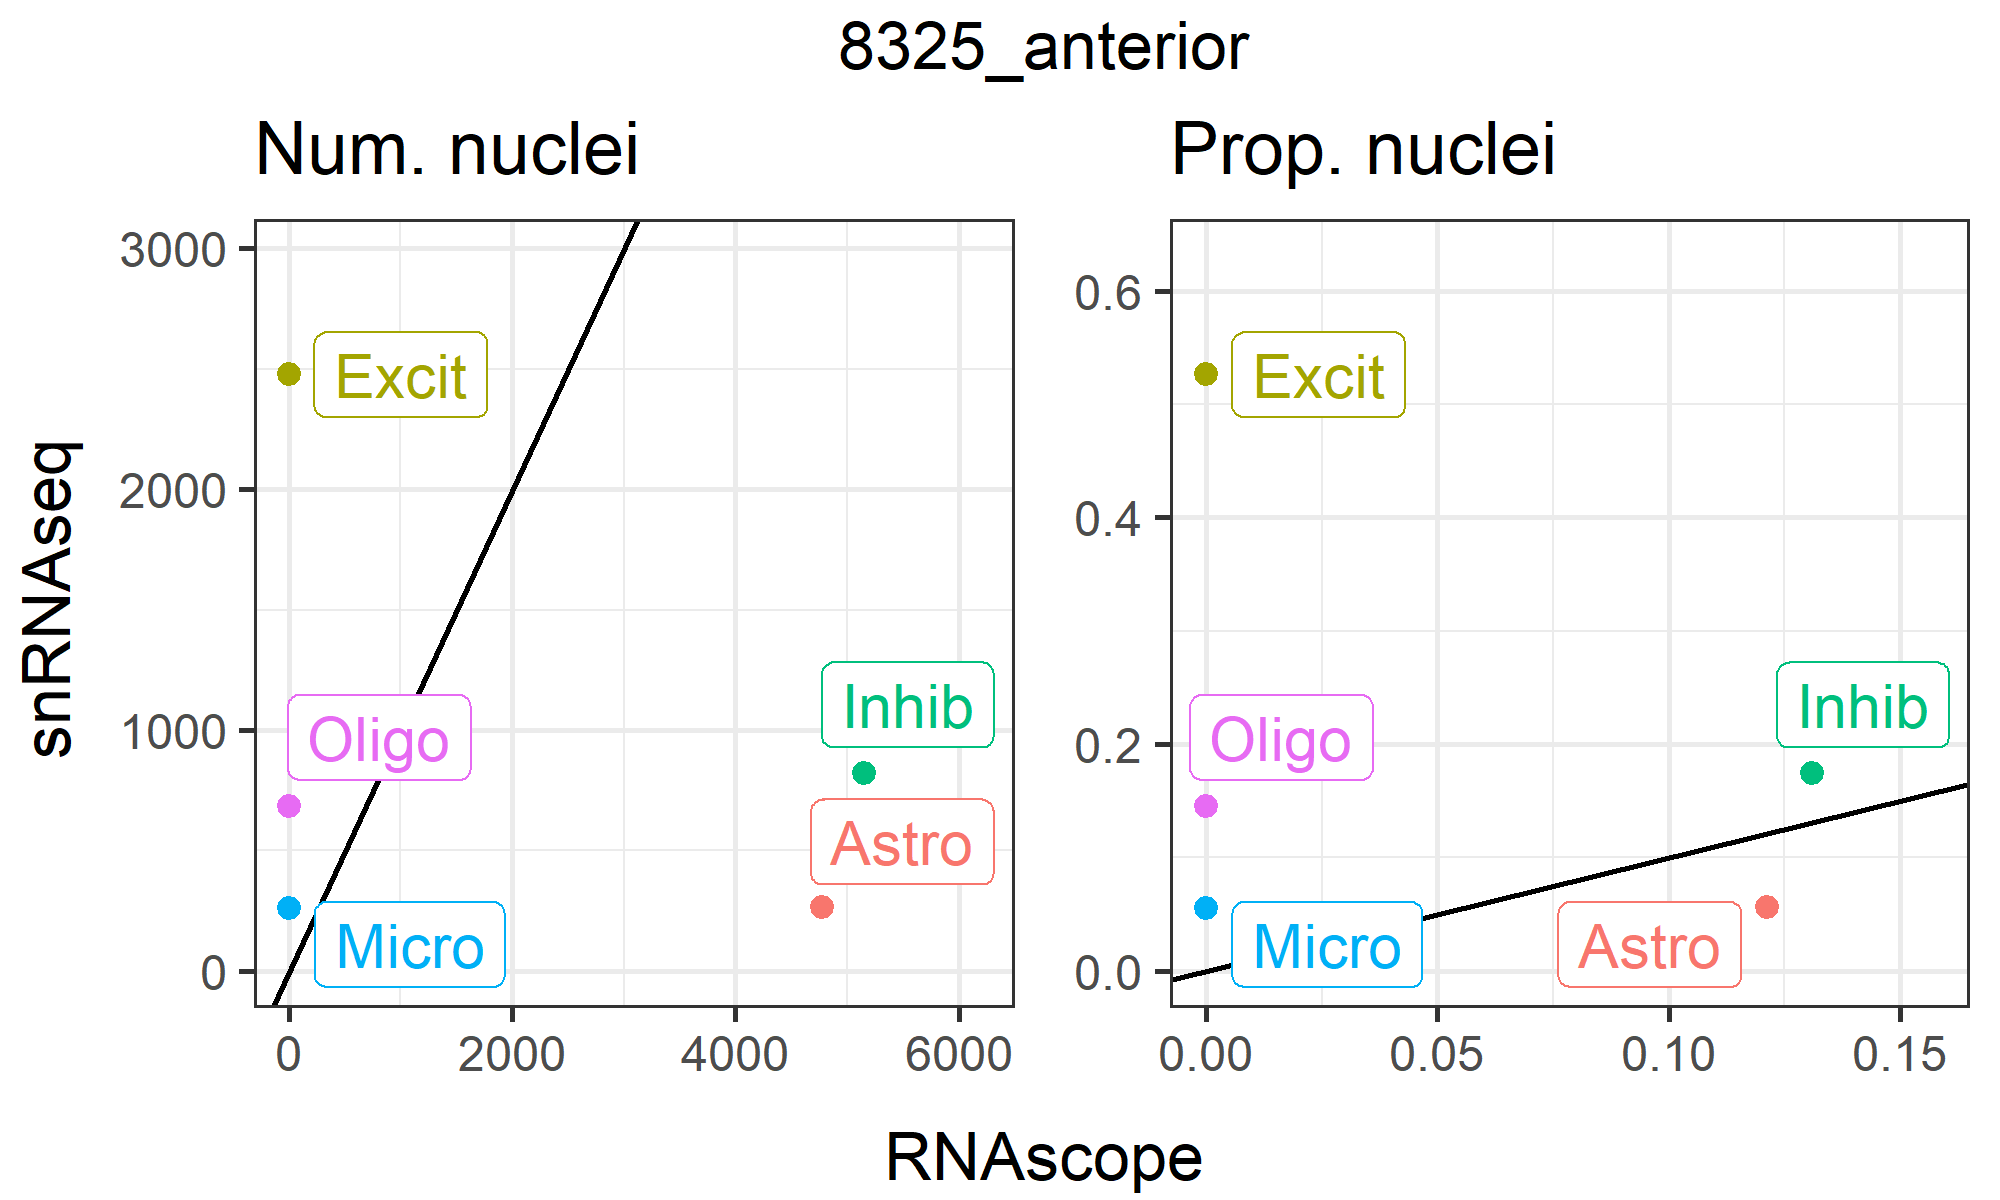 8325_anterior
Num. nuclei
Prop. nuclei
snRNAseq
3000
2000
1000
0
Excit
Oligo
Inhib
Astro
Micro
0 2000 4000 6000
0.6
0.4
0.2
0.0
Excit
Oligo
Inhib
Micro
Astro
0.00 0.05 0.10 0.15
RNAscope